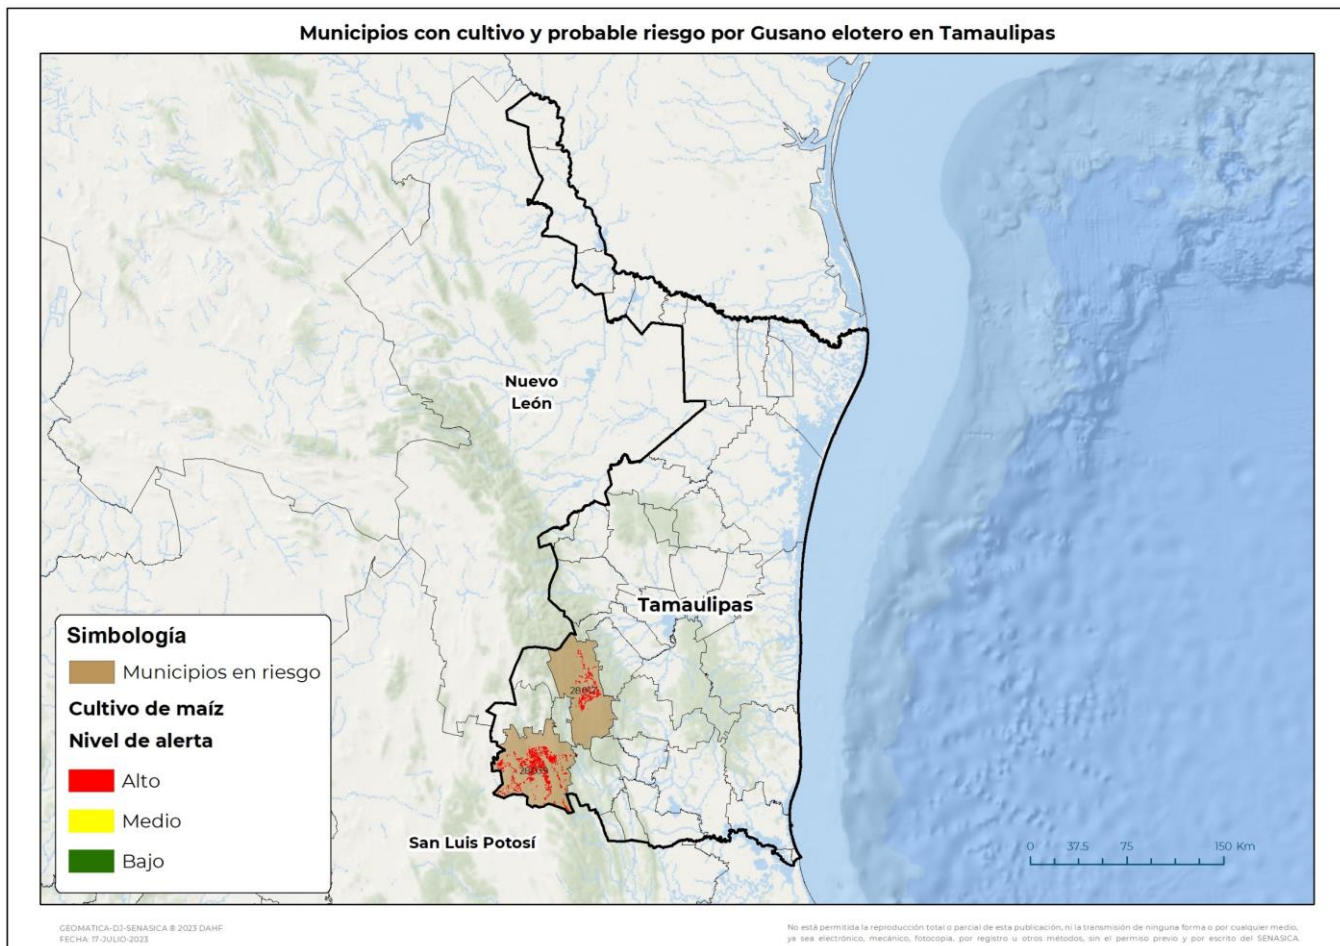 Municipios con cultivo y probable riesgo por Gusano elotero en Tamaulipas
Nuevo
León
Tamaulipas
San Luis Potosí
28039
Simbología
Municipios en riesgo
Cultivo de maíz
Nivel de alerta
Alto
Medio
Bajo
0 37.5 75 150 Km
GEOMATICA-DJ-SENASICA ® 2023 DAHF
FECHA: 17-JULIO-2023
No está permitida la reproducción total o parcial de esta publicación, ni la transmisión de ninguna forma o por cualquier medio,
ya sea electrónico, mecánico, fotocopia, por registro u otros métodos, sin el permiso previo y por escrito del SENASICA